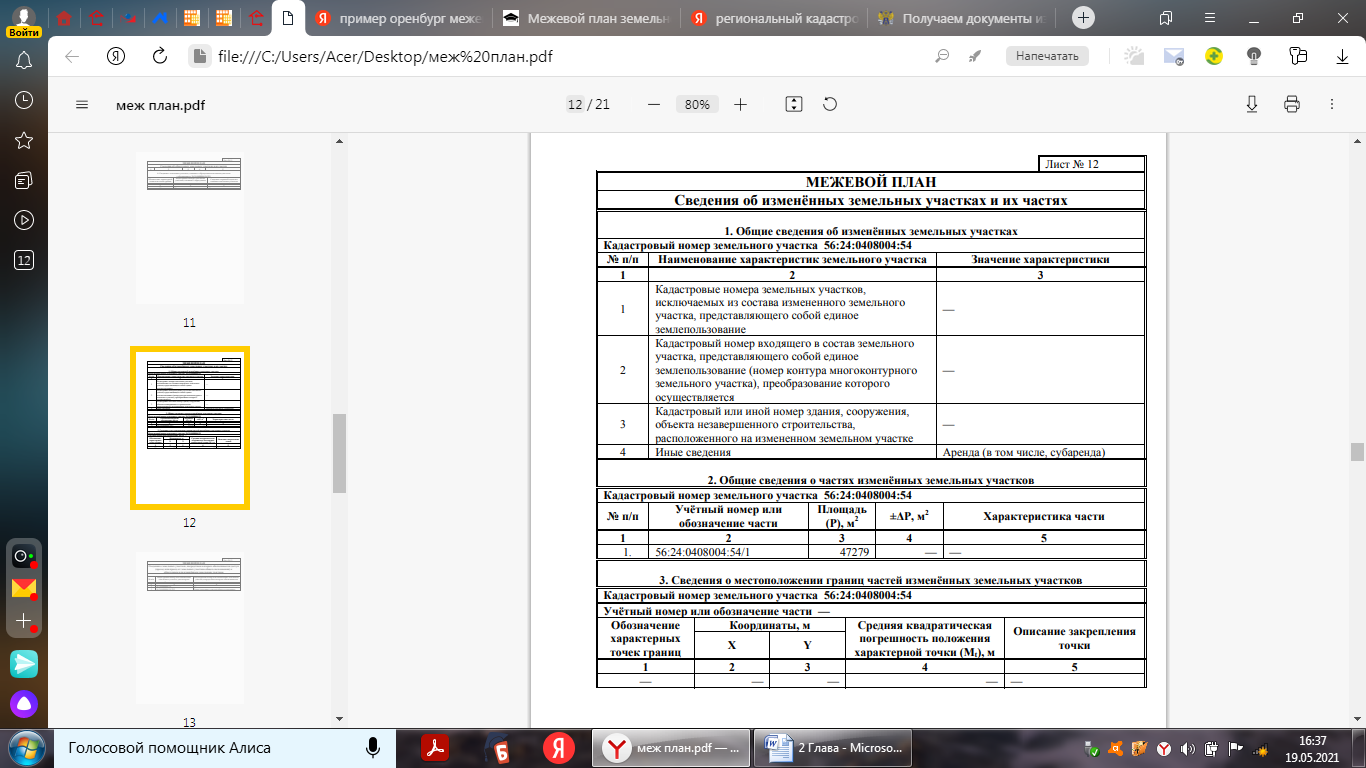 Войти
пример оренбург меже
Межевой план земельн
региональный кадастро
Получаем документы и
file:///C:/Users/Acer/Desktop/меж%20план.pdf
Напечатать
меж план.pdf
12 / 21
80%
11
12
13
12
Лист № 12
МЕЖЕВОЙ ПЛАН
Сведения об изменённых земельных участках и их частях
1. Общие сведения об изменённых земельных участках
Кадастровый номер земельного участка 56:24:0408004:54
№ п/п Наименование характеристик земельного участка Значение характеристики
1 2 3
1 Кадастровые номера земельных участков,
исключаемых из состава измененного земельного
участка, представляющего собой единое
землепользование
—
2 Кадастровый номер входящего в состав земельного
участка, представляющего собой единое
землепользование (номер контура многоконтурного
земельного участка), преобразование которого
осуществляется
—
3 Кадастровый или иной номер здания, сооружения,
объекта незавершенного строительства,
расположенного на измененном земельном участке
—
4 Иные сведения Аренда (в том числе, субаренда)
2. Общие сведения о частях изменённых земельных участков
Кадастровый номер земельного участка 56:24:0408004:54
№ п/п Учётный номер или обозначение части Площадь (Р), м² ±ΔР, м² Характеристика части
1 2 3 4 5
1. 56:24:0408004:54/1 47279 — —
3. Сведения о местоположении границ частей изменённых земельных участков
Кадастровый номер земельного участка 56:24:0408004:54
Учётный номер или обозначение части —
Обозначение характерных точек границ Координаты, м Средняя квадратическая погрешность положения характерной точки (Mt), м Описание закрепления точки
X Y
1 2 3 4 5
— — — — —
Голосовой помощник Алиса
меж план.pdf — ...
2 Глава - Microso...
16:37
19.05.2021